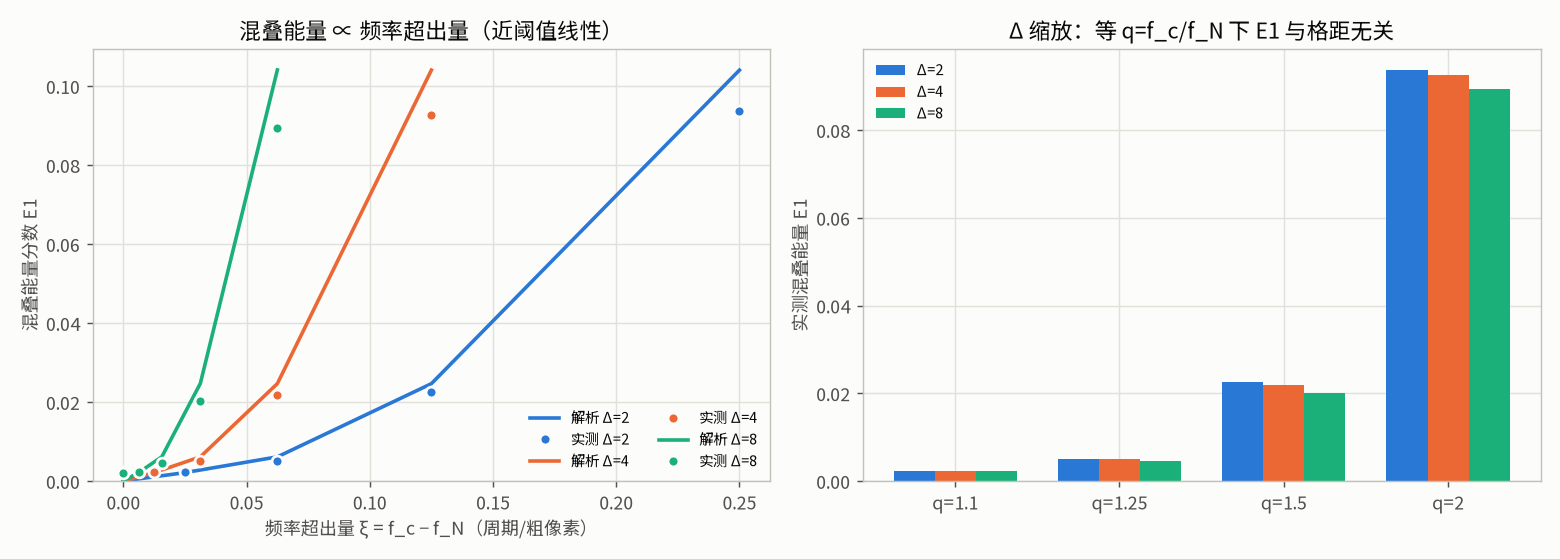 混叠能量 ∝ 频率超出量（近阈值线性）
混叠能量分数 E1
0.10
0.08
0.06
0.04
0.02
0.00
解析 Δ=2
实测 Δ=2
解析 Δ=4
实测 Δ=4
解析 Δ=8
实测 Δ=8
0.00 0.05 0.10 0.15 0.20 0.25
频率超出量 ξ = f_c − f_N（周期/粗像素）
Δ 缩放：等 q=f_c/f_N 下 E1 与格距无关
实测混叠能量 E1
Δ=2
Δ=4
Δ=8
0.08
0.06
0.04
0.02
0.00
q=1.1 q=1.25 q=1.5 q=2